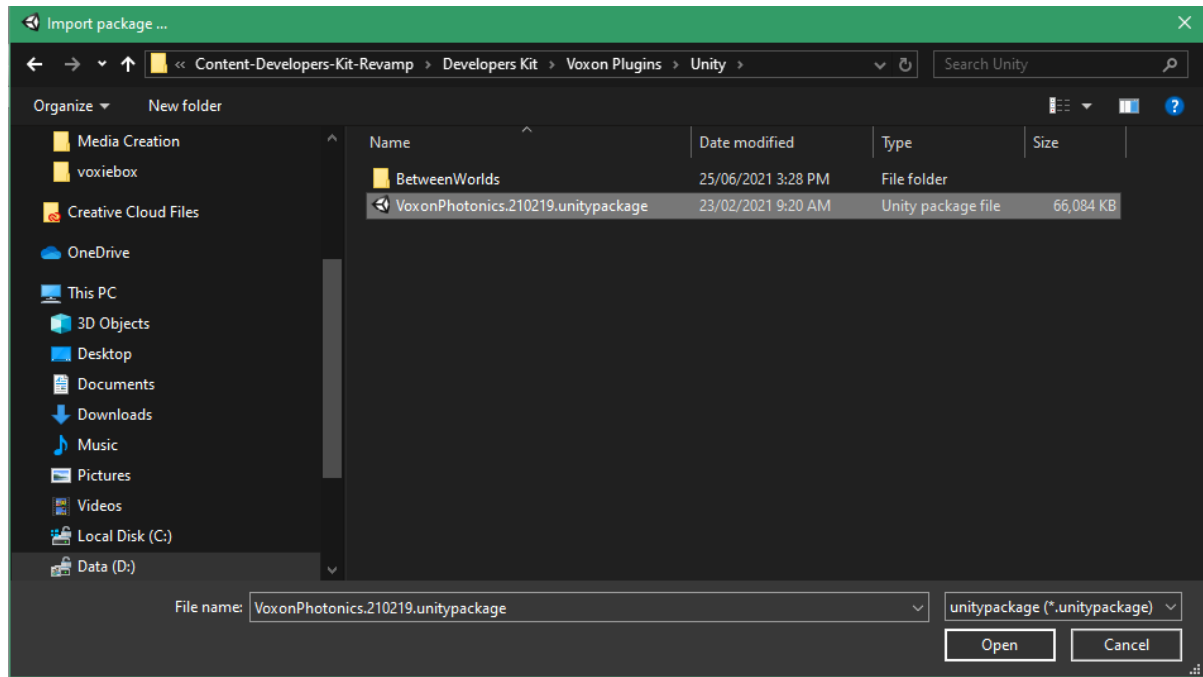 Import package ...
« Content-Developers-Kit-Revamp > Developers Kit > Voxon Plugins > Unity >
Search Unity
Organize New folder
Media Creation
voxiebox
Creative Cloud Files
OneDrive
This PC
3D Objects
Desktop
Documents
Downloads
Music
Pictures
Videos
Local Disk (C:)
Data (D:)
Name Date modified Type Size
BetweenWorlds 25/06/2021 3:28 PM File folder
VoxonPhotonics.210219.unitypackage 23/02/2021 9:20 AM Unity package file 66,084 KB
File name: VoxonPhotonics.210219.unitypackage unitypackage (*.unitypackage)
Open Cancel